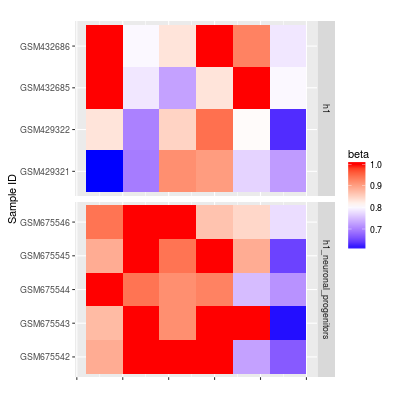 GSM432686
GSM432685
GSM429322
GSM429321
h1
GSM675546
GSM675545
GSM675544
GSM675543
GSM675542
h1_neuronal_progenitors
Sample ID
beta
1.0
0.9
0.8
0.7